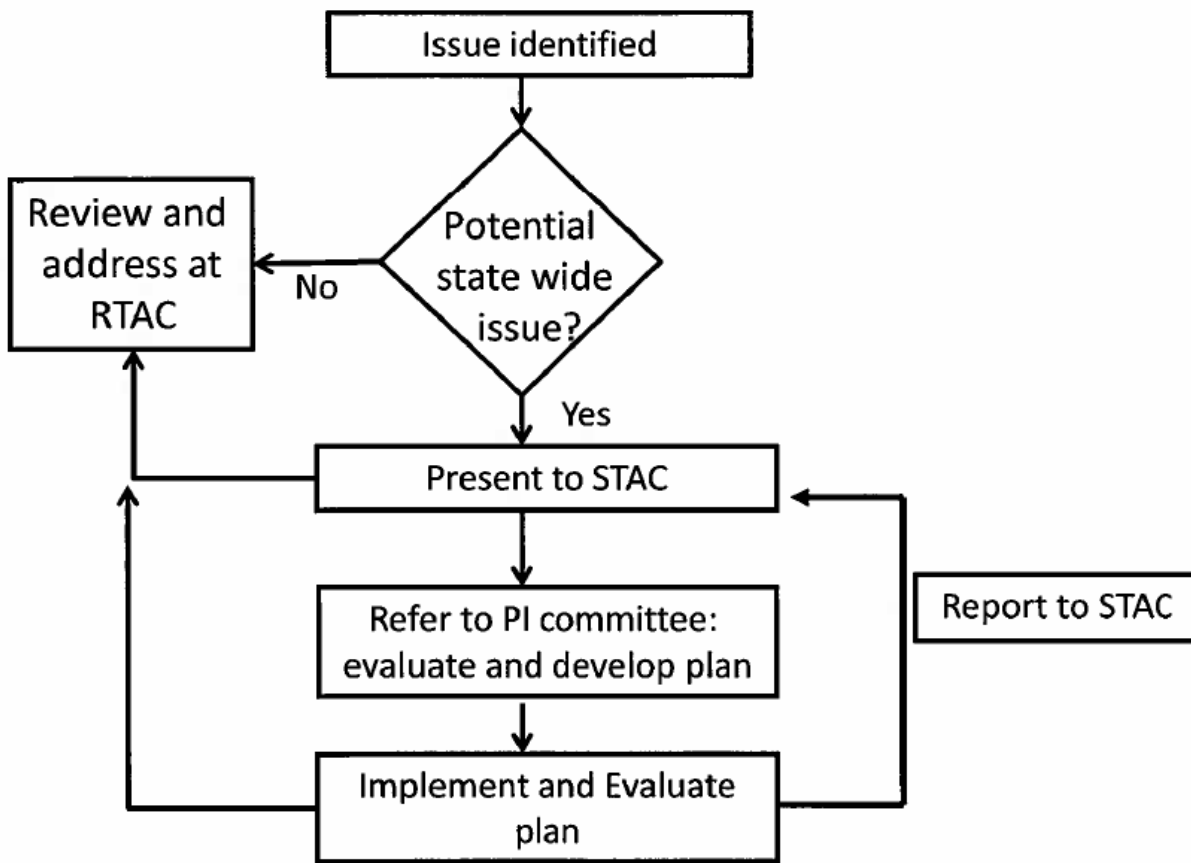 Issue identified
Potential
state wide
issue?
Review and
address at
RTAC
No
Yes
Present to STAC
Refer to PI committee:
evaluate and develop plan
Report to STAC
Implement and Evaluate
plan